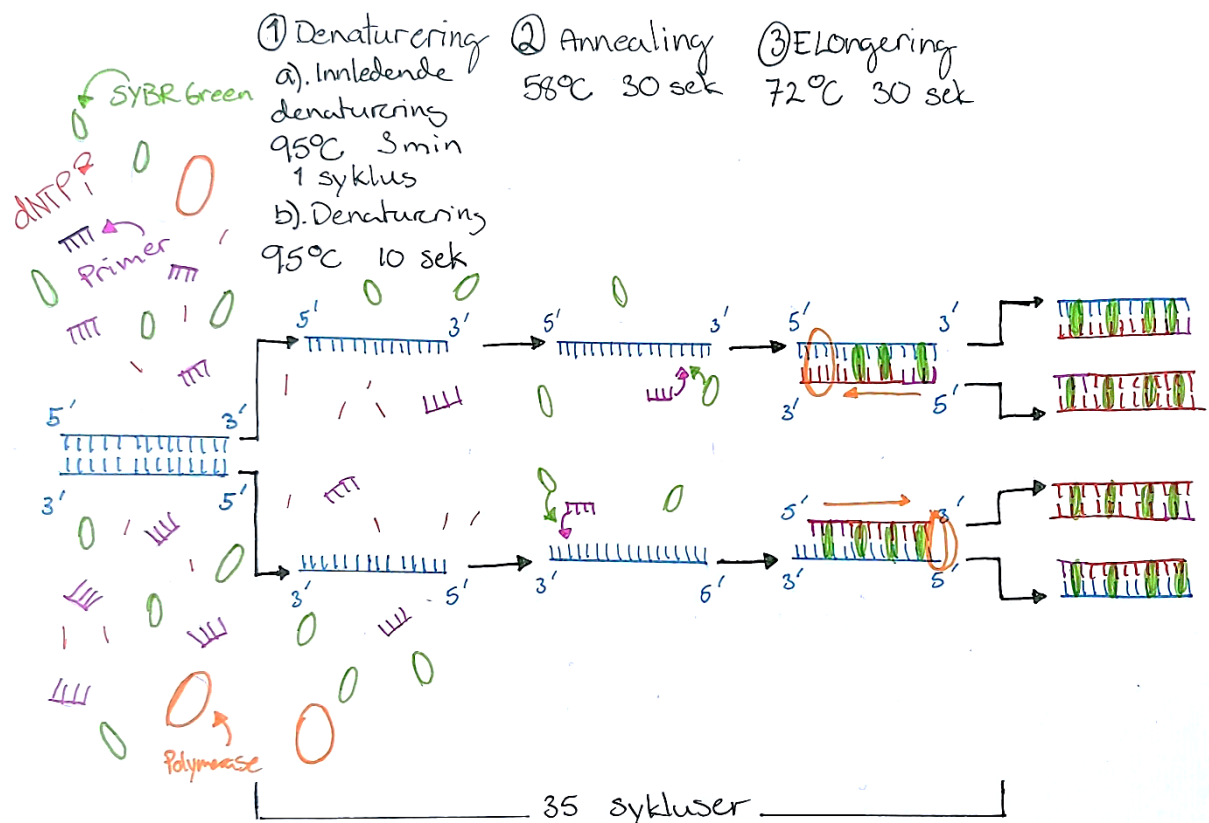 ① Denaturering
a). Innledende
denaturering
95°C 3 min
1 syklus
b). Denaturering
95°C 10 sek
② Annealing
58°C 30 sek
③ Elongering
72°C 30 sek
SYBR Green
dNTP
Primer
5' 3'
3' 5'
5' 3'
3' 5'
5' 3'
3' 6'
5' 3'
3' 5'
5' 3'
3' 5'
Polymerase
35 sykluser